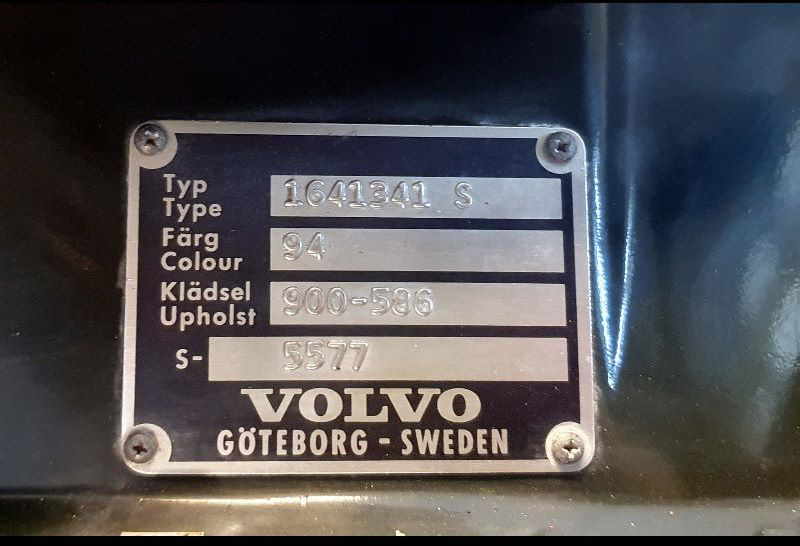 Typ
Type 1641341 S
Färg
Colour 94
Klädsel
Upholst 900-586
S- 5577
VOLVO
GÖTEBORG - SWEDEN